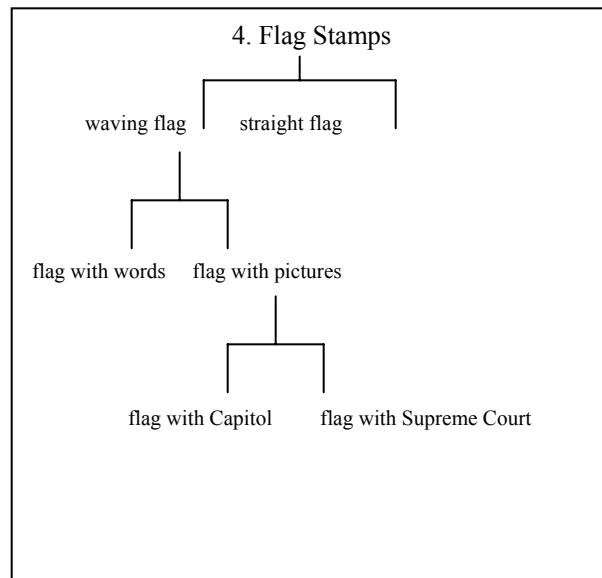 4. Flag Stamps
waving flag straight flag
flag with words flag with pictures
flag with Capitol flag with Supreme Court